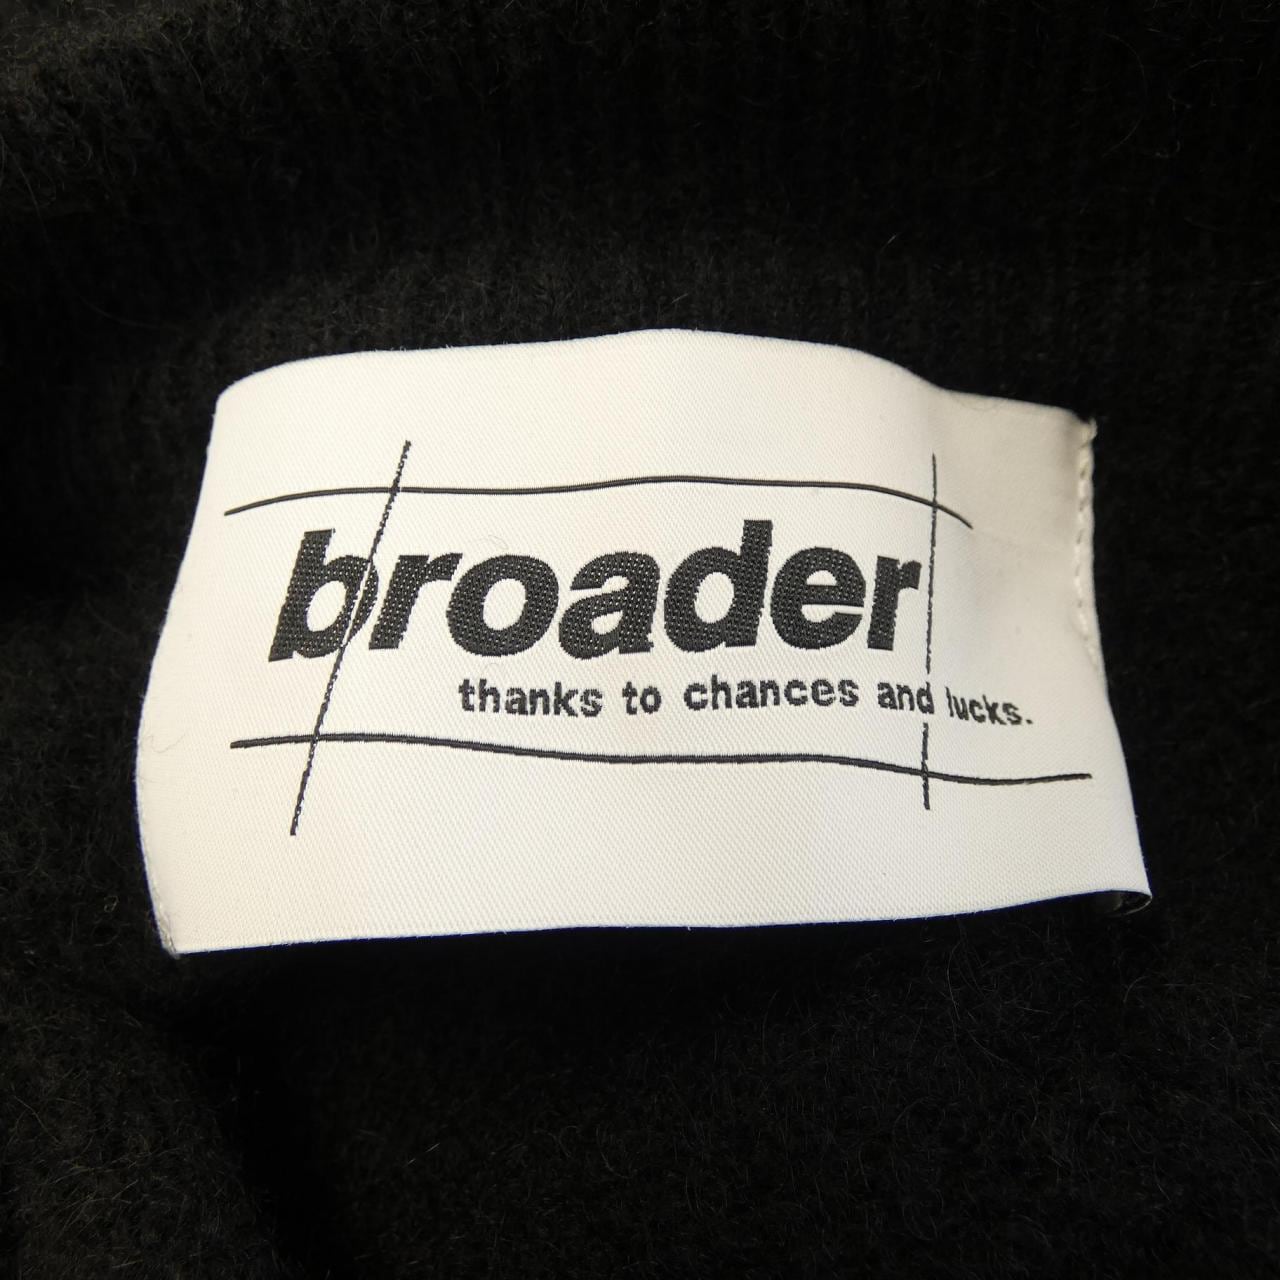 broader
thanks to chances and lucks.